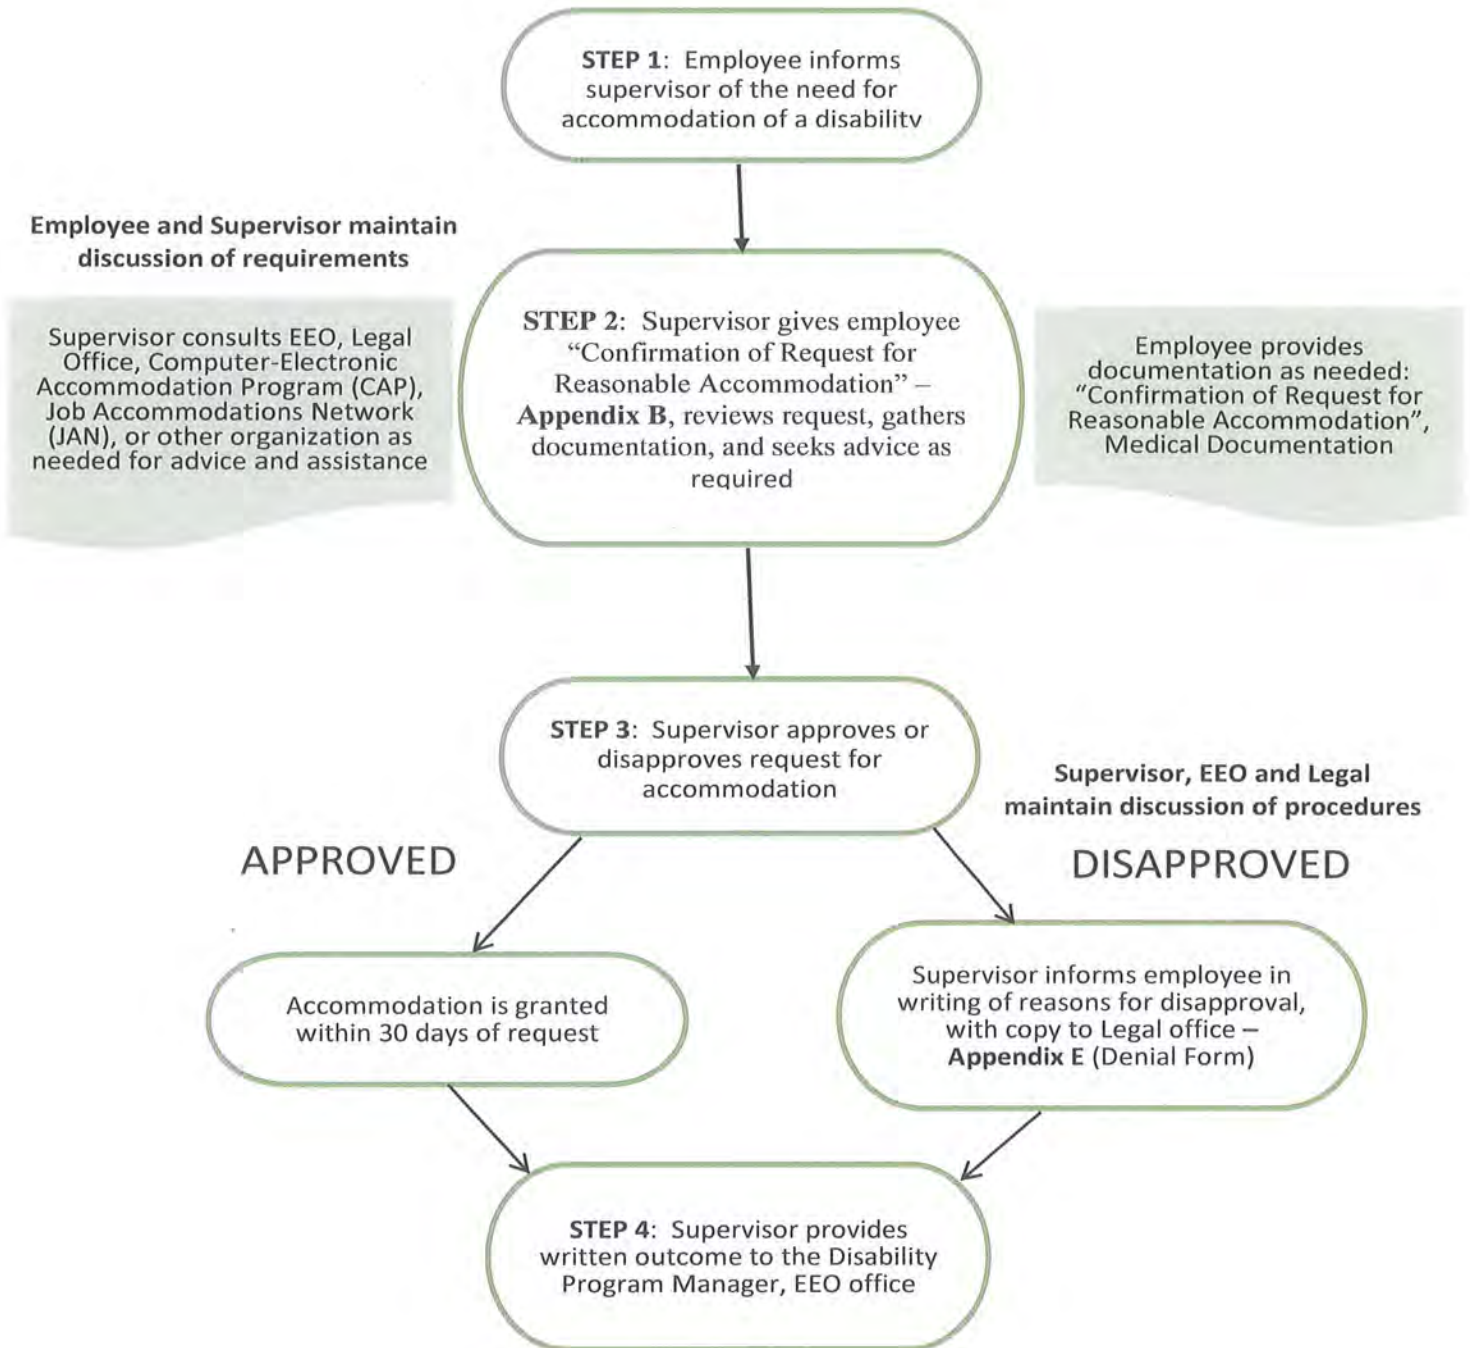 STEP 1: Employee informs
supervisor of the need for
accommodation of a disability
Employee and Supervisor maintain
discussion of requirements
Supervisor consults EEO, Legal
Office, Computer-Electronic
Accommodation Program (CAP),
Job Accommodations Network
(JAN), or other organization as
needed for advice and assistance
STEP 2: Supervisor gives employee
“Confirmation of Request for
Reasonable Accommodation” –
Appendix B, reviews request, gathers
documentation, and seeks advice as
required
Employee provides
documentation as needed:
“Confirmation of Request for
Reasonable Accommodation”,
Medical Documentation
STEP 3: Supervisor approves or
disapproves request for
accommodation
Supervisor, EEO and Legal
maintain discussion of procedures
APPROVED
DISAPPROVED
Accommodation is granted
within 30 days of request
Supervisor informs employee in
writing of reasons for disapproval,
with copy to Legal office –
Appendix E (Denial Form)
STEP 4: Supervisor provides
written outcome to the Disability
Program Manager, EEO office